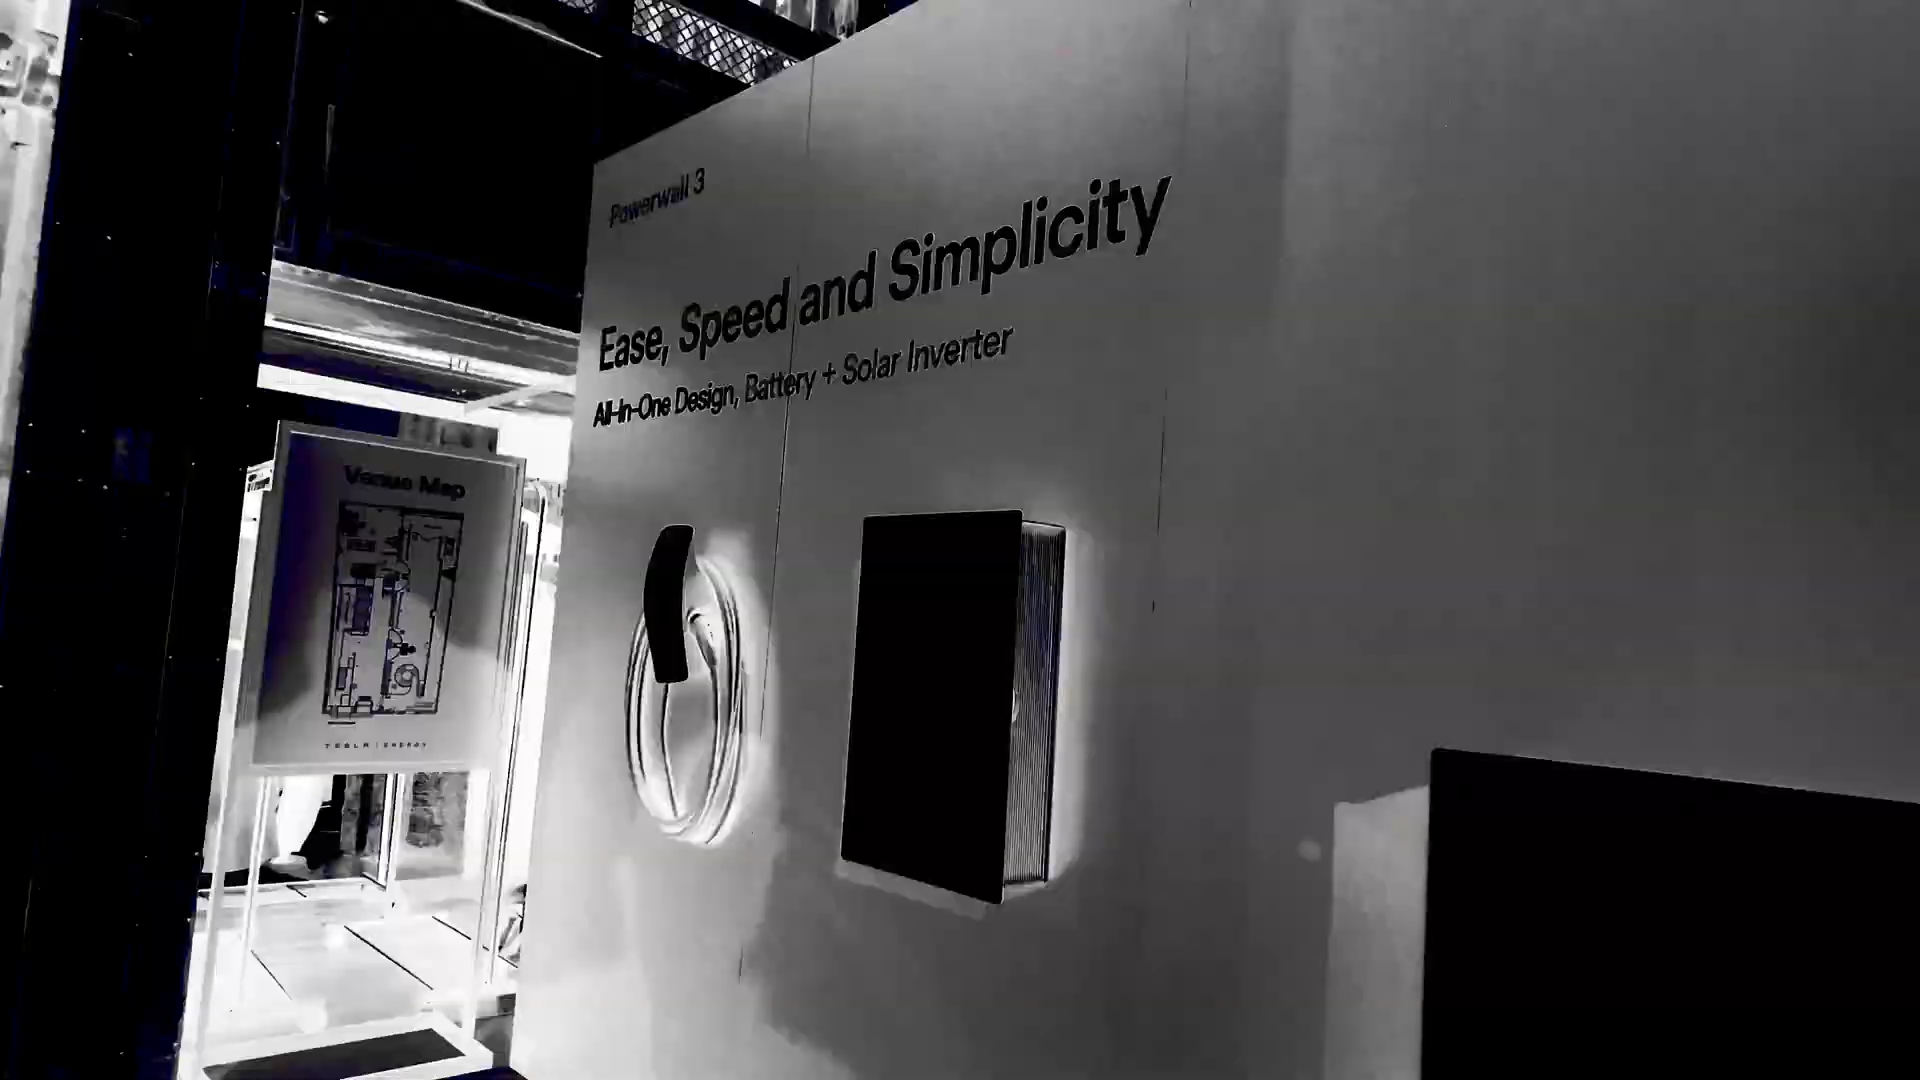 Powerwall 3
Ease, Speed and Simplicity
All-In-One Design, Battery + Solar Inverter
Venue Map
TESLA | ENERGY